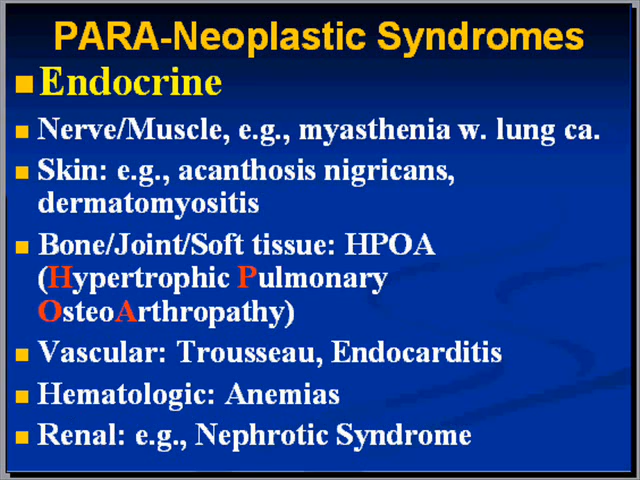 PARA-Neoplastic Syndromes
Endocrine
Nerve/Muscle, e.g., myasthenia w. lung ca.
Skin: e.g., acanthosis nigricans,
dermatomyositis
Bone/Joint/Soft tissue: HPOA
(Hypertrophic Pulmonary
OsteoArthropathy)
Vascular: Trousseau, Endocarditis
Hematologic: Anemias
Renal: e.g., Nephrotic Syndrome